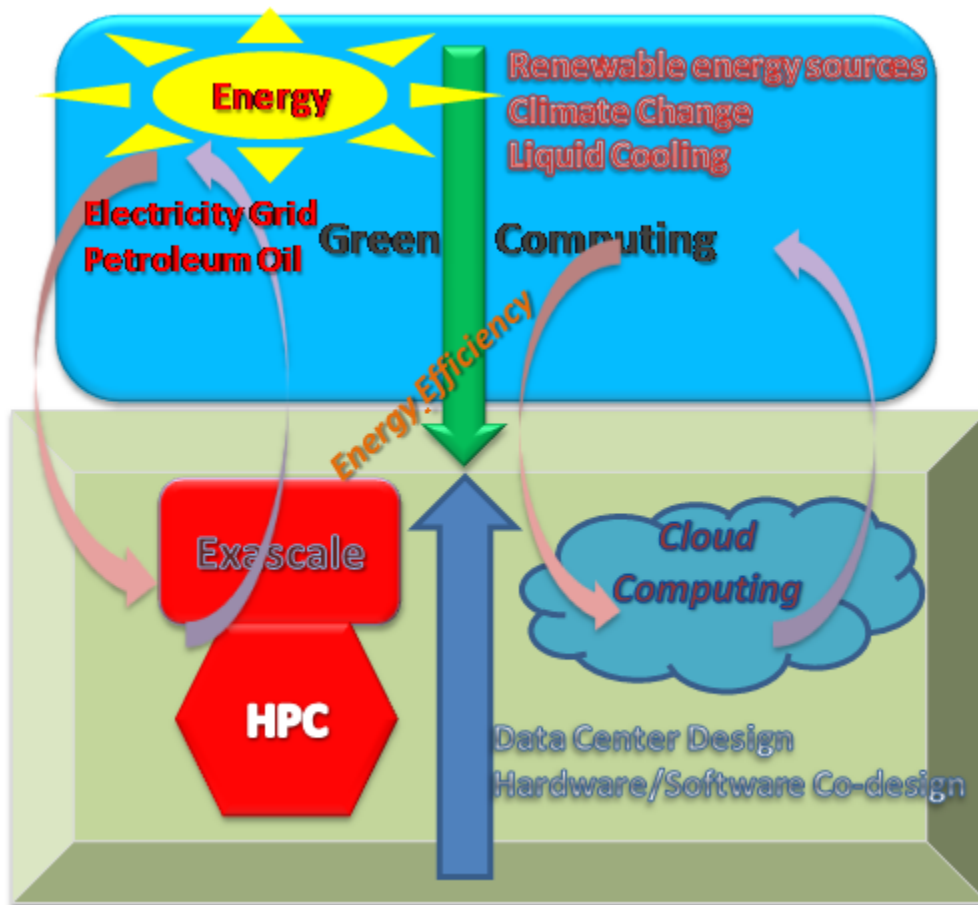 Energy
Renewable energy sources
Climate Change
Liquid Cooling
Electricity Grid
Petroleum Oil
Green Computing
Energy Efficiency
Exascale
Cloud
Computing
HPC
Data Center Design
Hardware/Software Co-design